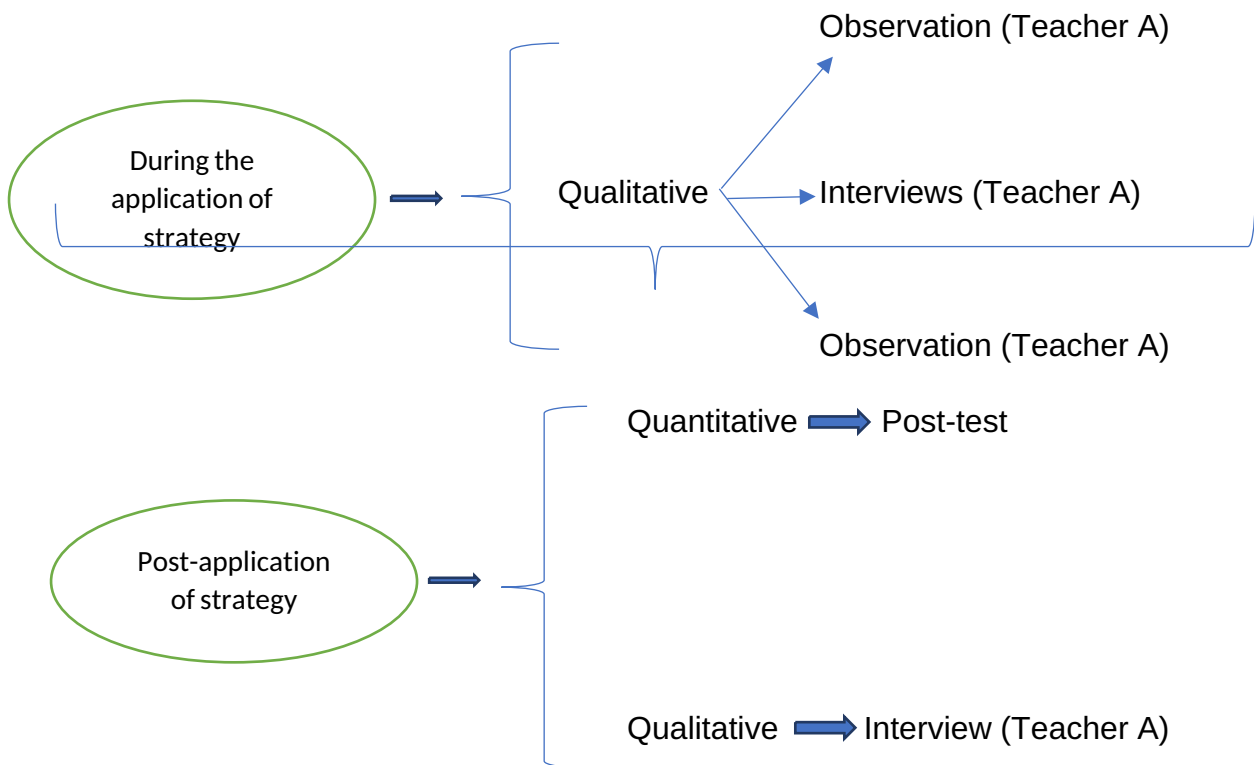 Observation (Teacher A)
During the
application of
strategy
Qualitative
Interviews (Teacher A)
Observation (Teacher A)
Quantitative
Post-test
Post-application
of strategy
Qualitative
Interview (Teacher A)